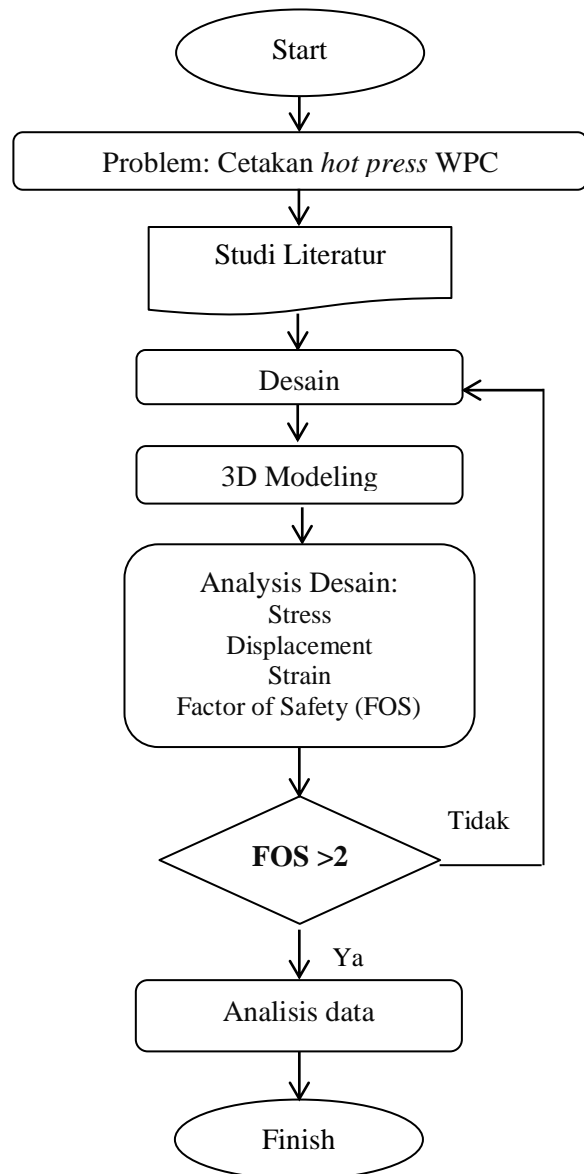 Start
Problem: Cetakan hot press WPC
Studi Literatur
Desain
3D Modeling
Analysis Desain:
Stress
Displacement
Strain
Factor of Safety (FOS)
Tidak
FOS >2
Ya
Analisis data
Finish